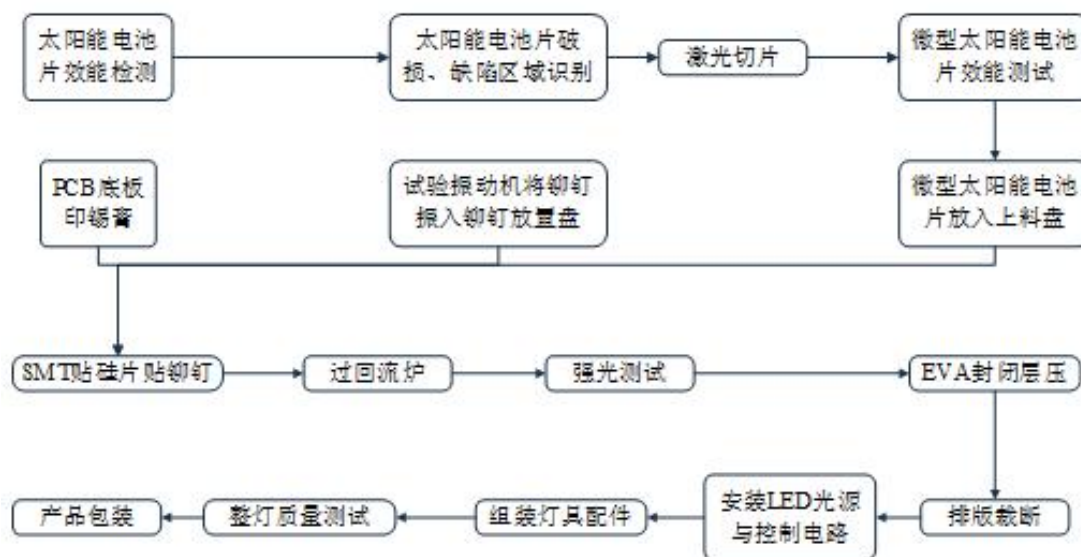 太阳能电池
片效能检测
太阳能电池片破
损、缺陷区域识别
激光切片
微型太阳能电池
片效能测试
PCB底板
印锡膏
试验振动机将铆钉
振入铆钉放置盘
微型太阳能电池
片放入上料盘
SMT贴硅片贴铆钉
过回流炉
强光测试
EVA封闭层压
产品包装
整灯质量测试
组装灯具配件
安装LED光源
与控制电路
排版裁断